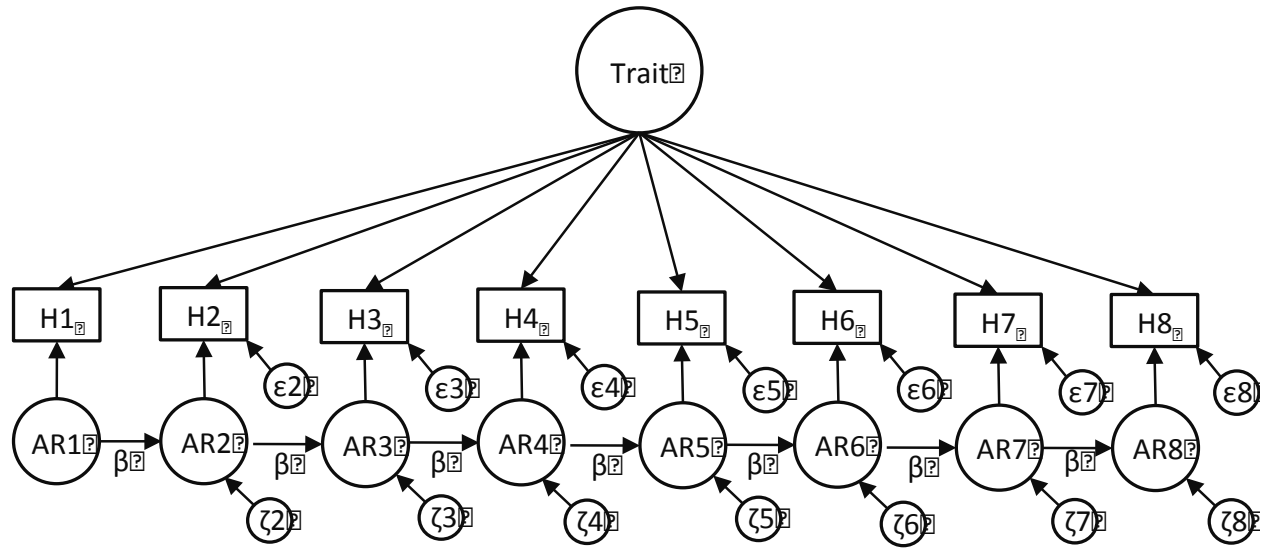 Trait
H1 H2 H3 H4 H5 H6 H7 H8
ε2 ε3 ε4 ε5 ε6 ε7 ε8
AR1 AR2 AR3 AR4 AR5 AR6 AR7 AR8
β β β β β β β
ζ2 ζ3 ζ4 ζ5 ζ6 ζ7 ζ8